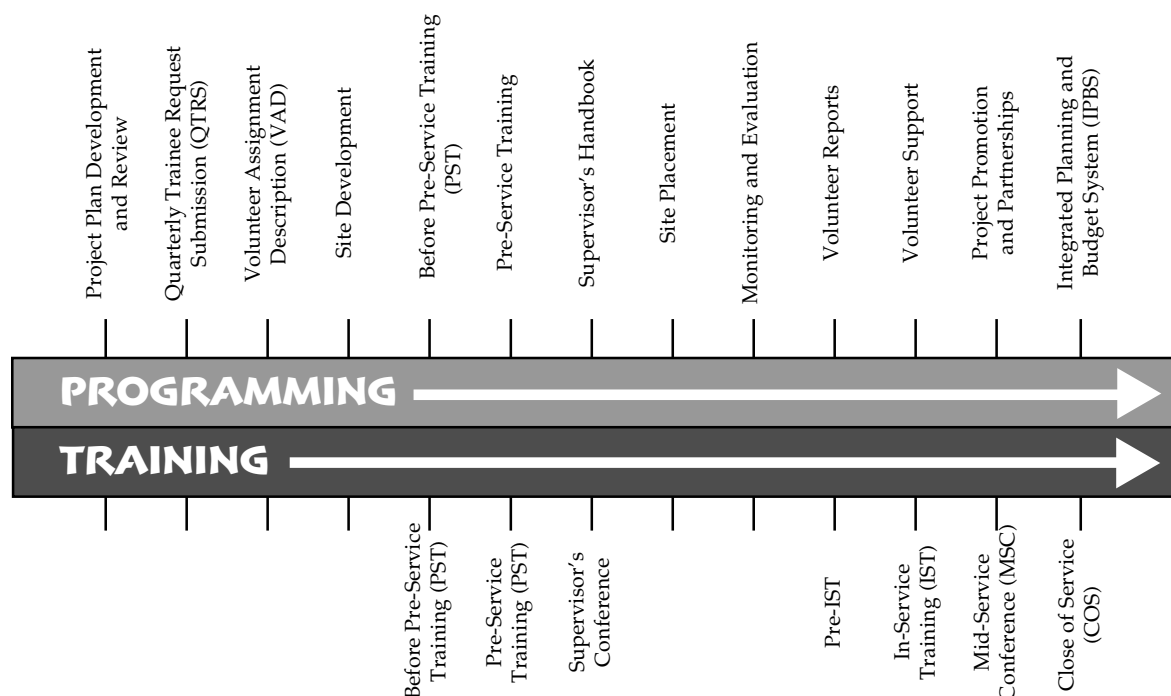 Project Plan Development
and Review
Quarterly Trainee Request
Submission (QTRS)
Volunteer Assignment
Description (VAD)
Site Development
Before Pre-Service Training
(PST)
Pre-Service Training
Supervisor's Handbook
Site Placement
Monitoring and Evaluation
Volunteer Reports
Volunteer Support
Project Promotion
and Partnerships
Integrated Planning and
Budget System (IPBS)
PROGRAMMING
TRAINING
Before Pre-Service
Training (PST)
Pre-Service
Training (PST)
Supervisor's
Conference
Pre-IST
In-Service
Training (IST)
Mid-Service
Conference (MSC)
Close of Service
(COS)